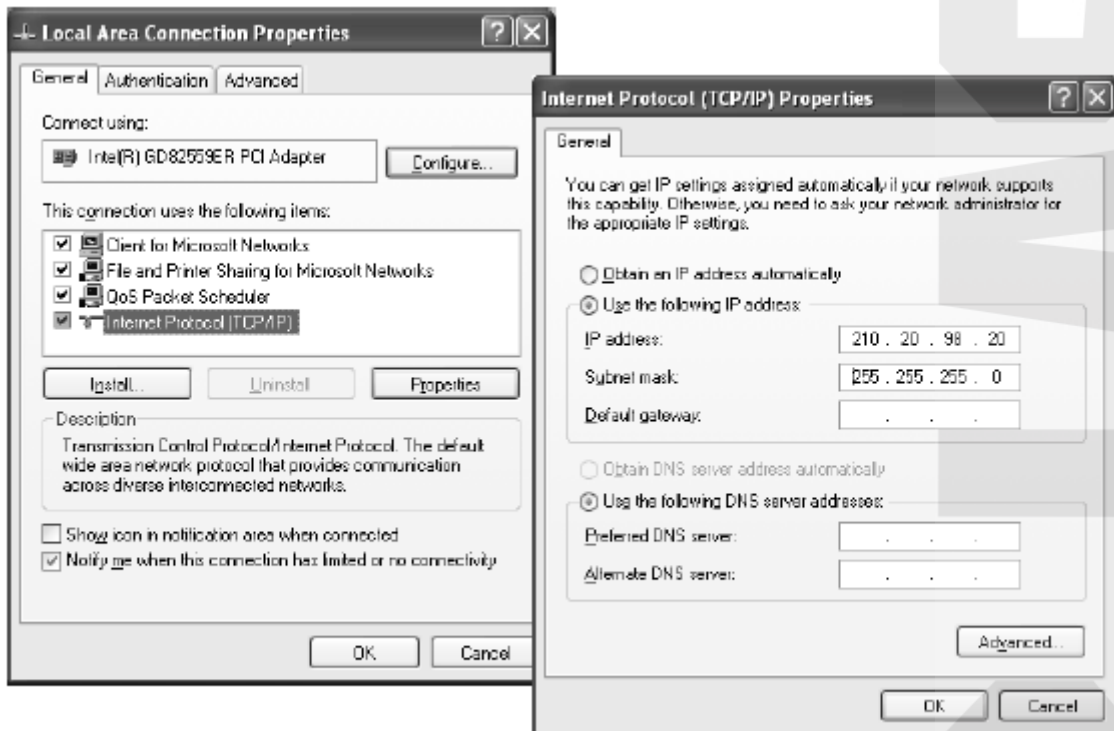 Local Area Connection Properties
General Authentication Advanced
Connect using:
Intel(R) GD82559ER PCI Adapter
Configure...
This connection uses the following items:
Client for Microsoft Networks
File and Printer Sharing for Microsoft Networks
QoS Packet Scheduler
Internet Protocol (TCP/IP)
Install... Uninstall Properties
Description
Transmission Control Protocol/Internet Protocol. The default
wide area network protocol that provides communication
across diverse interconnected networks.
Show icon in notification area when connected
Notify me when this connection has limited or no connectivity
OK Cancel
Internet Protocol (TCP/IP) Properties
General
You can get IP settings assigned automatically if your network supports
this capability. Otherwise, you need to ask your network administrator for
the appropriate IP settings.
Obtain an IP address automatically
Use the following IP address:
IP address: 210 . 20 . 98 . 20
Subnet mask: 255 . 255 . 255 . 0
Default gateway: . . .
Obtain DNS server address automatically
Use the following DNS server addresses:
Preferred DNS server: . . .
Alternate DNS server: . . .
Advanced...
OK Cancel